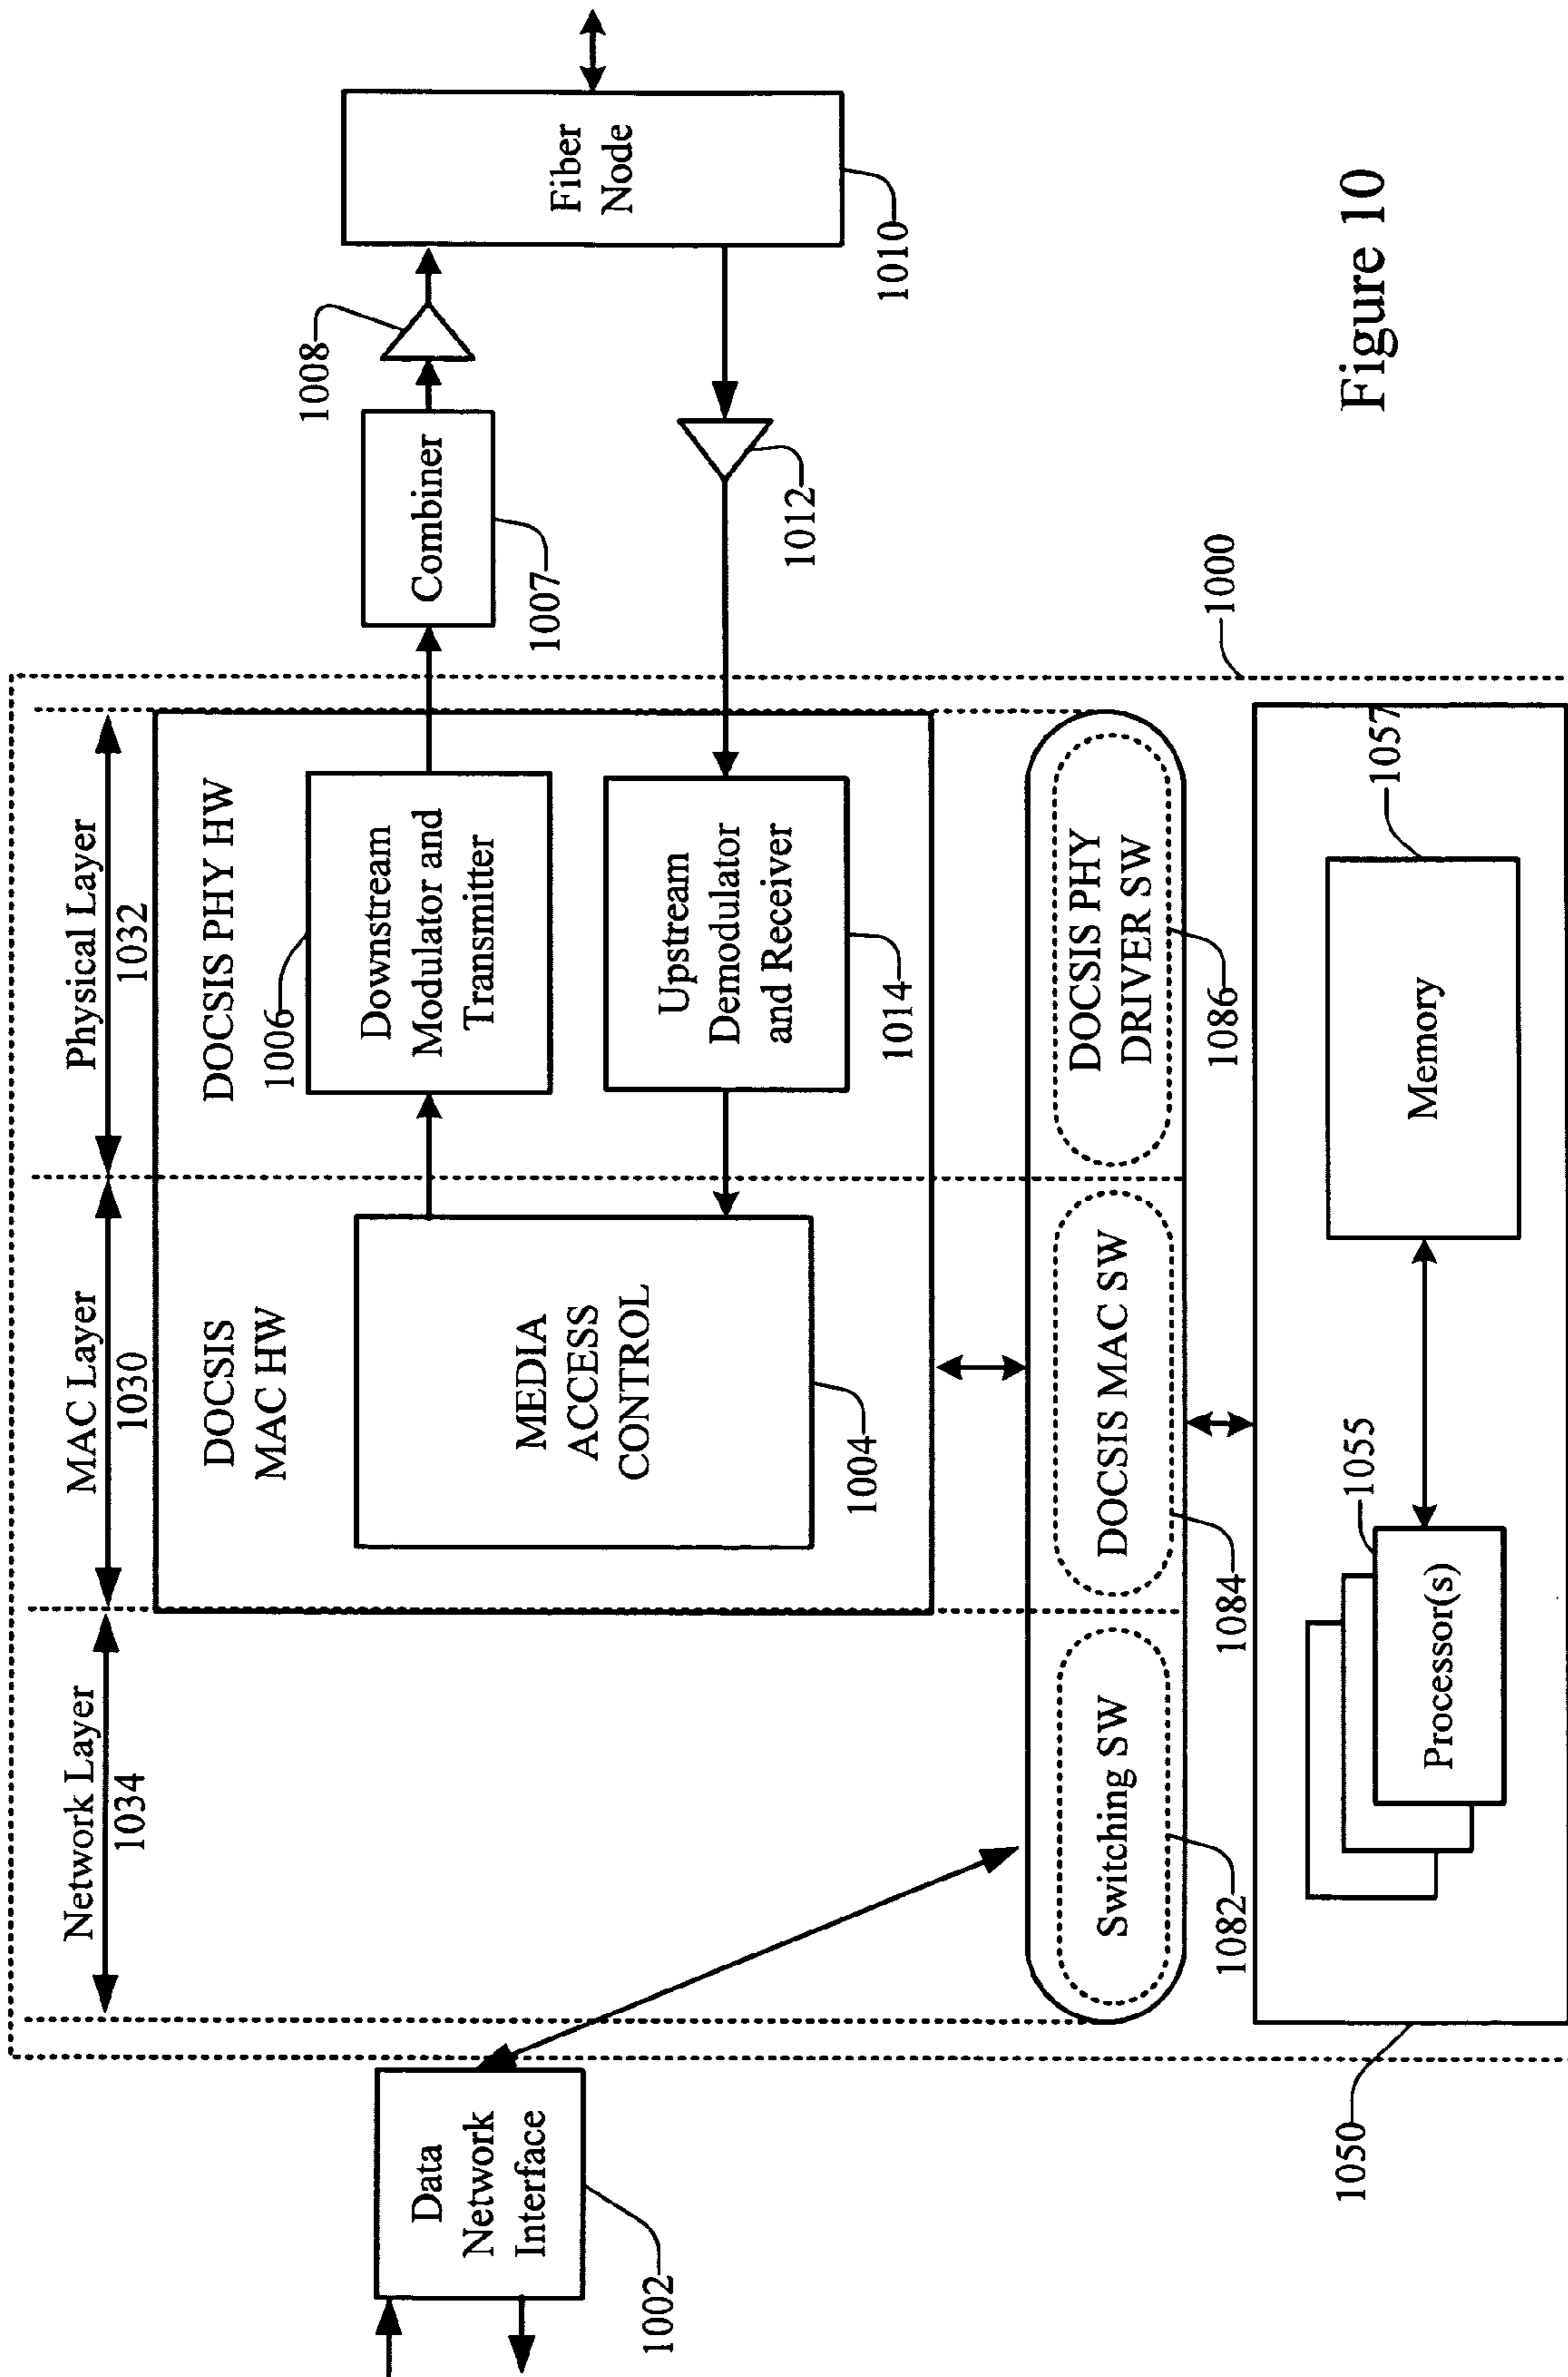 Network Layer
1034
MAC Layer
1030
Physical Layer
1032
DOCSIS
MAC HW
DOCSIS PHY HW
1006
Downstream
Modulator and
Transmitter
Combiner
1007
1008
Fiber
Node
1010
Data
Network
Interface
1002
MEDIA
ACCESS
CONTROL
1004
Upstream
Demodulator
and Receiver
1014
1012
Switching SW
1082
DOCSIS MAC SW
1084
DOCSIS PHY
DRIVER SW
1086
1000
1050
Processor(s)
1055
Memory
1057
Figure 10